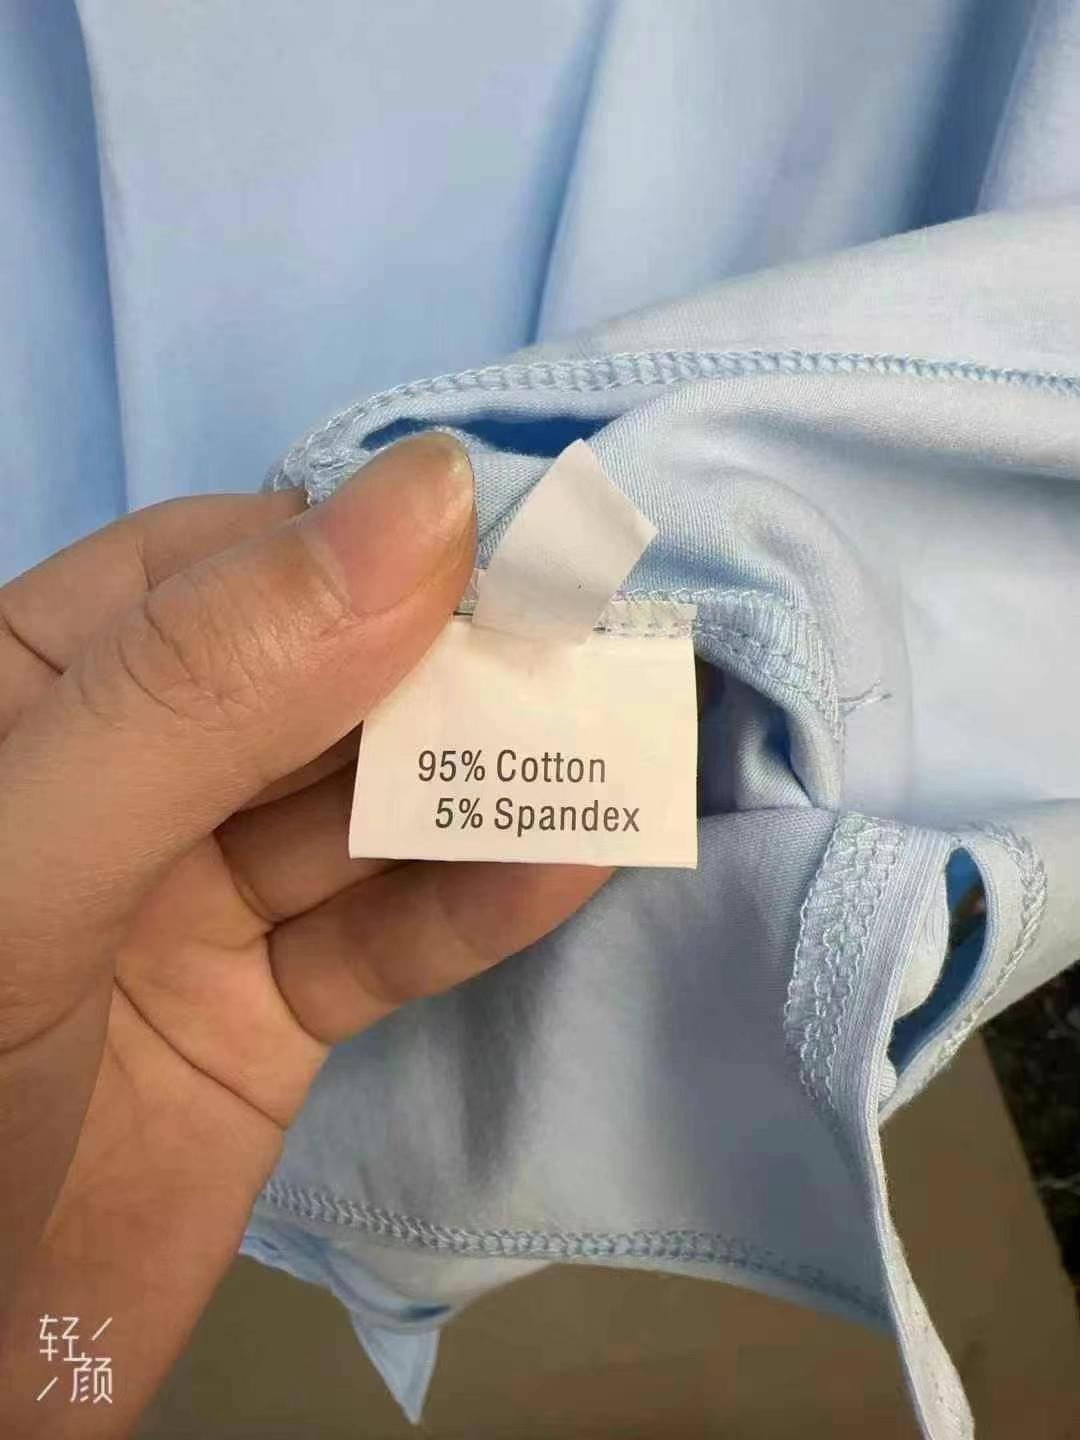 95% Cotton
5% Spandex
轻
颜